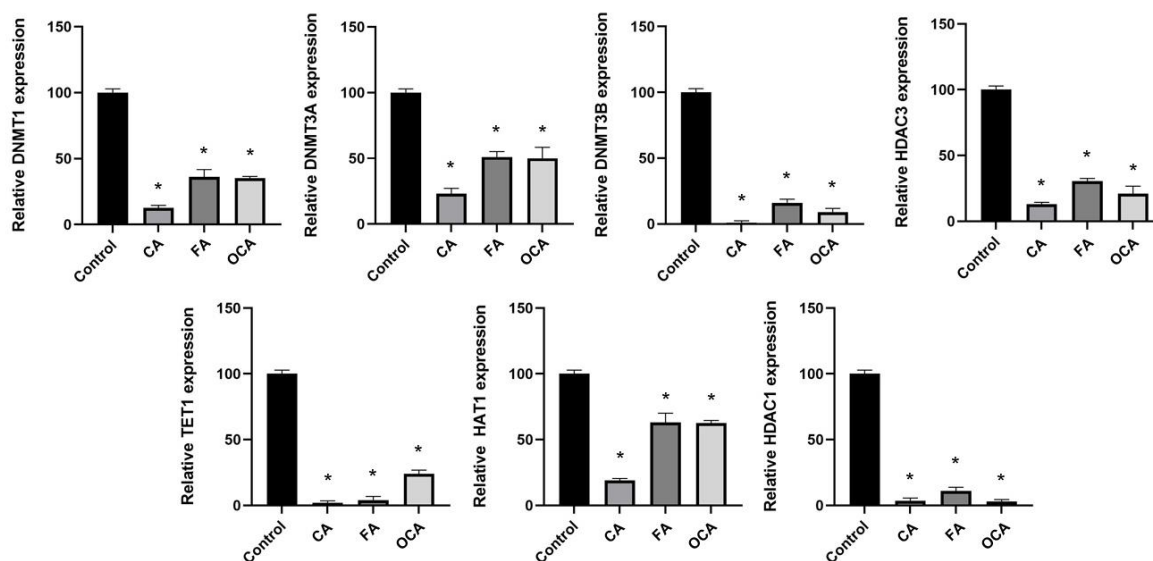 Relative DNMT1 expression
150
100
50
0
*
*
*
Control
CA
FA
OCA
Relative DNMT3A expression
150
100
50
0
*
*
*
Control
CA
FA
OCA
Relative DNMT3B expression
150
100
50
0
*
*
*
Control
CA
FA
OCA
Relative HDAC3 expression
150
100
50
0
*
*
*
Control
CA
FA
OCA
Relative TET1 expression
150
100
50
0
*
*
*
Control
CA
FA
OCA
Relative HAT1 expression
150
100
50
0
*
*
*
Control
CA
FA
OCA
Relative HDAC1 expression
150
100
50
0
*
*
*
Control
CA
FA
OCA